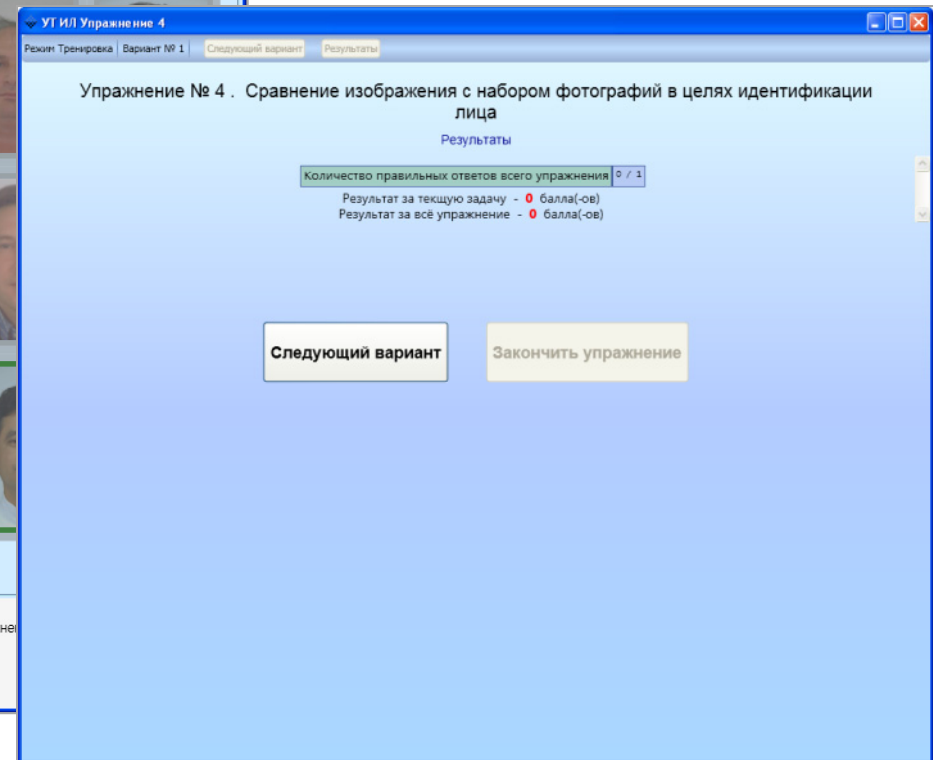 УТ ИЛ Упражнение 4
Режим Тренировка Вариант № 1 Следующий вариант Результаты
Упражнение № 4 . Сравнение изображения с набором фотографий в целях идентификации
лица
Результаты
Количество правильных ответов всего упражнения 0 / 1
Результат за текщую задачу - 0 балла(-ов)
Результат за всё упражнение - 0 балла(-ов)
Следующий вариант Закончить упражнение